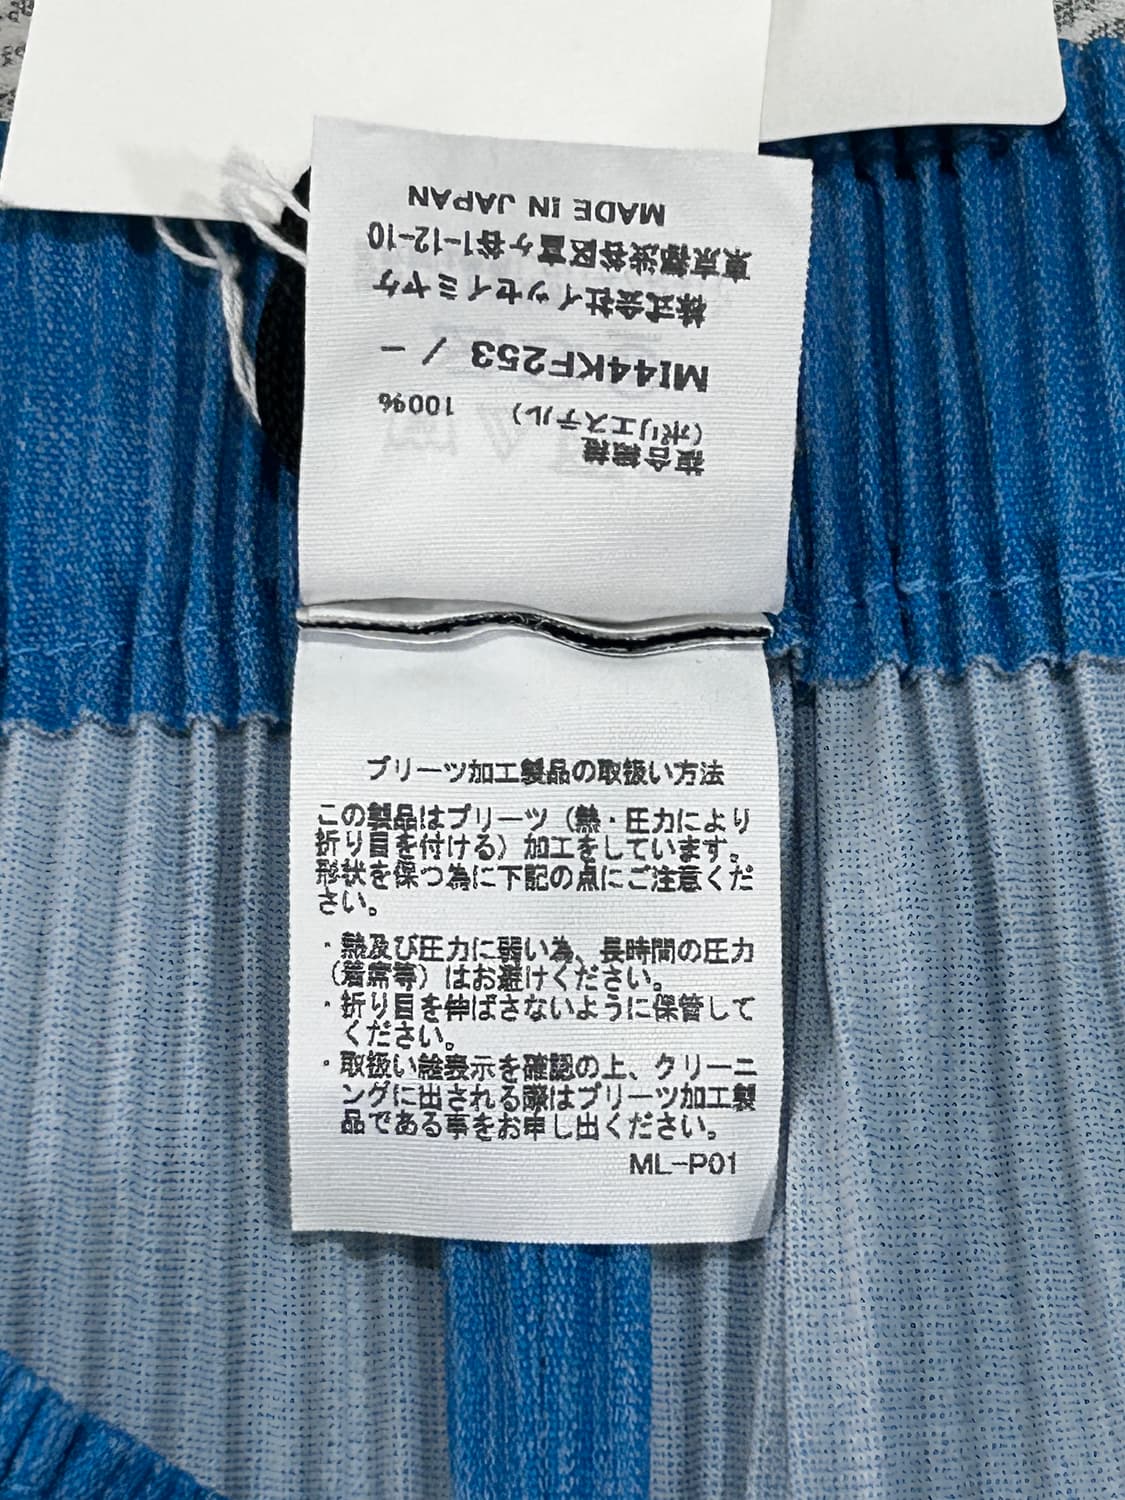 複合繊維
(ポリエステル) 100%
MI44KF253 / -
株式会社イッセイミヤケ
東京都渋谷区富ヶ谷1-12-10
MADE IN JAPAN
プリーツ加工製品の取扱い方法
この製品はプリーツ(熱・圧力により
折り目を付ける)加工をしています。
形状を保つ為に下記の点にご注意くだ
さい。
・熱及び圧力に弱い為、長時間の圧力
(着席等)はお避けください。
・折り目を伸ばさないように保管して
ください。
・取扱い絵表示を確認の上、クリーニ
ングに出される際はプリーツ加工製
品である事をお申し出ください。
ML-P01